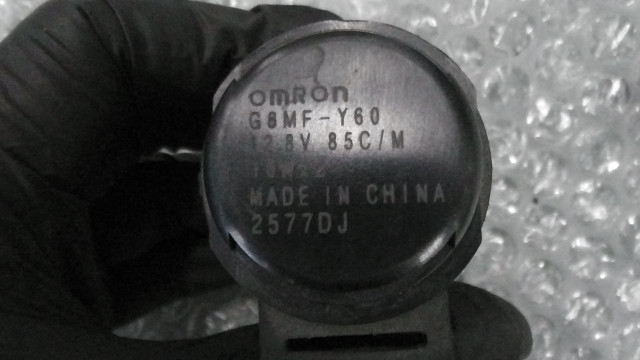 omron
G8MF-Y60
12.8V 85C/M
MADE IN CHINA
2577DJ